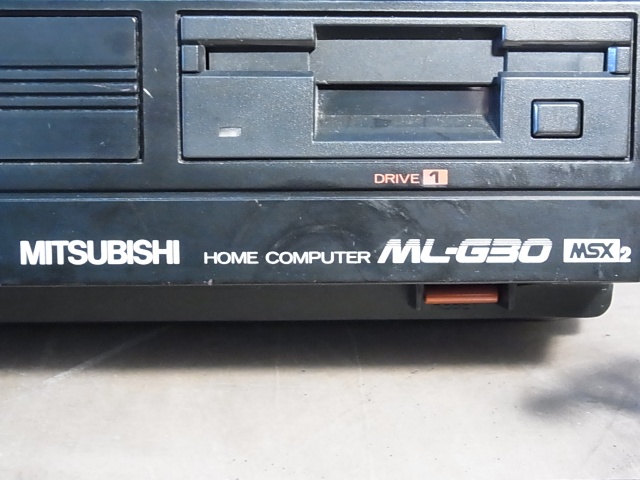 DRIVE 1
MITSUBISHI HOME COMPUTER ML-G30 MSX2